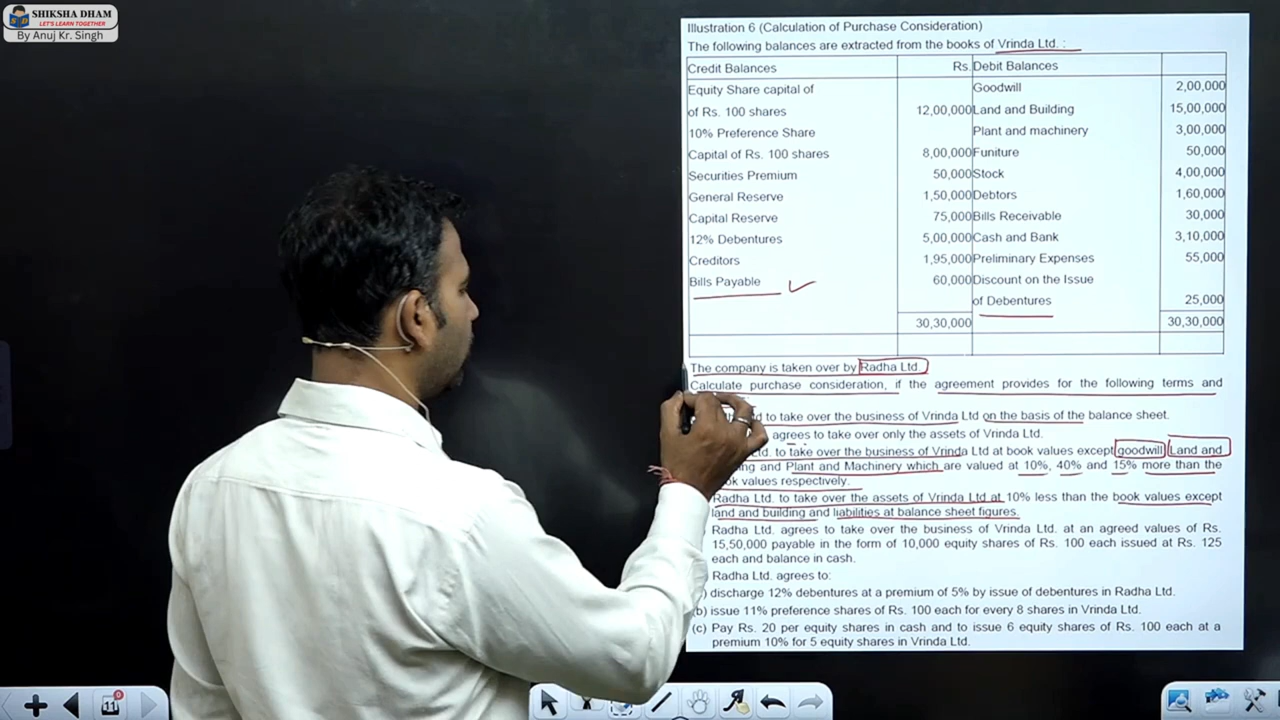 SHIKSHA DHAM
LET'S LEARN TOGETHER
By Anuj Kr. Singh
Illustration 6 (Calculation of Purchase Consideration)
The following balances are extracted from the books of Vrinda Ltd. :
Credit Balances Rs. Debit Balances
Equity Share capital of Goodwill 2,00,000
of Rs. 100 shares 12,00,000 Land and Building 15,00,000
10% Preference Share Plant and machinery 3,00,000
Capital of Rs. 100 shares 8,00,000 Funiture 50,000
Securities Premium 50,000 Stock 4,00,000
General Reserve 1,50,000 Debtors 1,60,000
Capital Reserve 75,000 Bills Receivable 30,000
12% Debentures 5,00,000 Cash and Bank 3,10,000
Creditors 1,95,000 Preliminary Expenses 55,000
Bills Payable 60,000 Discount on the Issue
of Debentures 25,000
30,30,000 30,30,000
The company is taken over by Radha Ltd.
Calculate purchase consideration, if the agreement provides for the following terms and
to take over the business of Vrinda Ltd on the basis of the balance sheet.
agrees to take over only the assets of Vrinda Ltd.
Ltd. to take over the business of Vrinda Ltd at book values except goodwill Land and
and Plant and Machinery which are valued at 10%, 40% and 15% more than the
values respectively.
Radha Ltd. to take over the assets of Vrinda Ltd at 10% less than the book values except
land and building and liabilities at balance sheet figures.
Radha Ltd. agrees to take over the business of Vrinda Ltd. at an agreed values of Rs.
15,50,000 payable in the form of 10,000 equity shares of Rs. 100 each issued at Rs. 125
each and balance in cash.
Radha Ltd. agrees to:
) discharge 12% debentures at a premium of 5% by issue of debentures in Radha Ltd.
(b) issue 11% preference shares of Rs. 100 each for every 8 shares in Vrinda Ltd.
(c) Pay Rs. 20 per equity shares in cash and to issue 6 equity shares of Rs. 100 each at a
premium 10% for 5 equity shares in Vrinda Ltd.
11